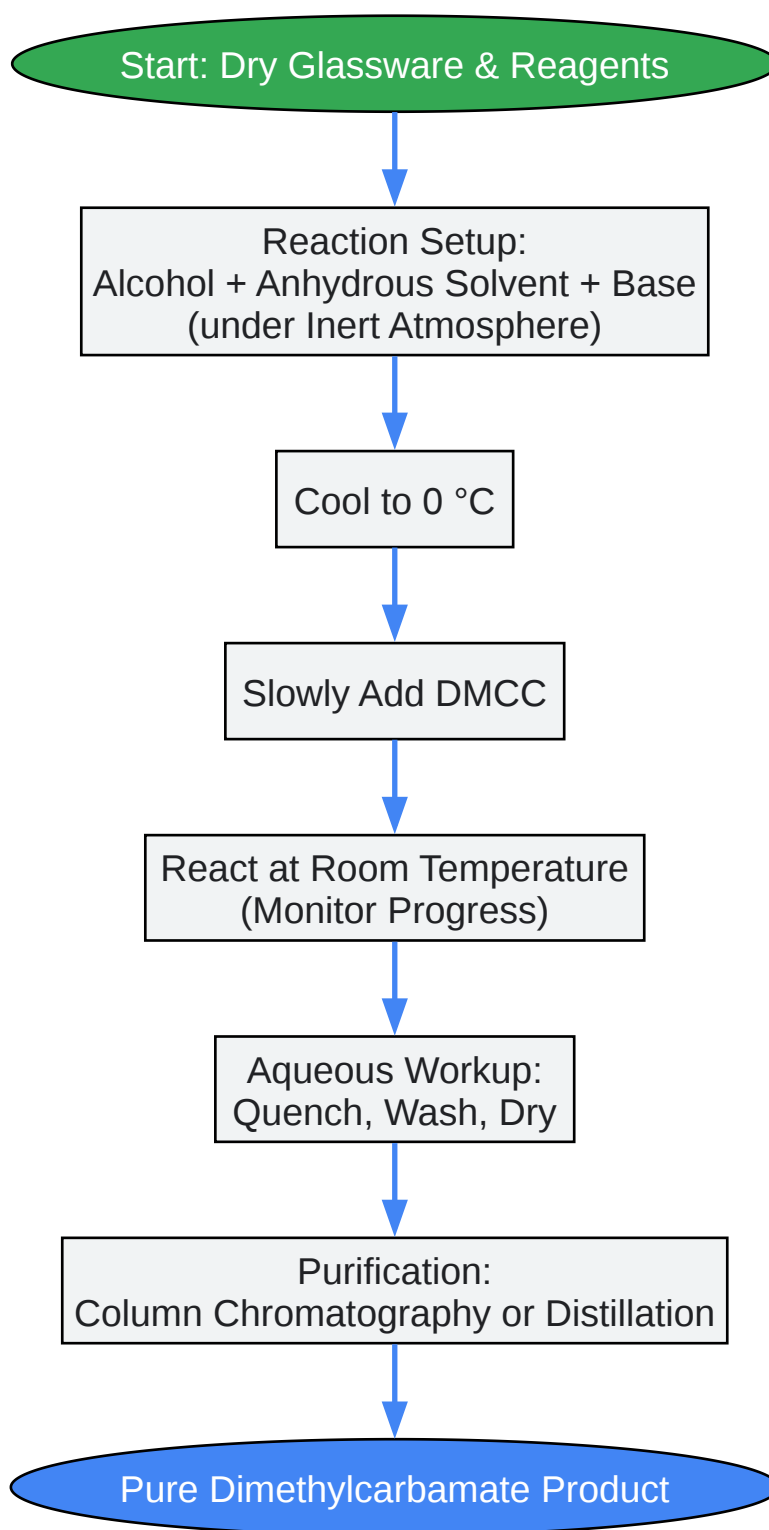 Start: Dry Glassware & Reagents
Reaction Setup:
Alcohol + Anhydrous Solvent + Base
(under Inert Atmosphere)
Cool to 0 °C
Slowly Add DMCC
React at Room Temperature
(Monitor Progress)
Aqueous Workup:
Quench, Wash, Dry
Purification:
Column Chromatography or Distillation
Pure Dimethylcarbamate Product